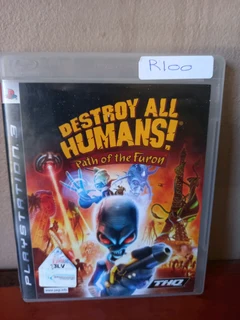 R100
DESTROY ALL
HUMANS!
Path of the Furon
PLAYSTATION 3
THQ